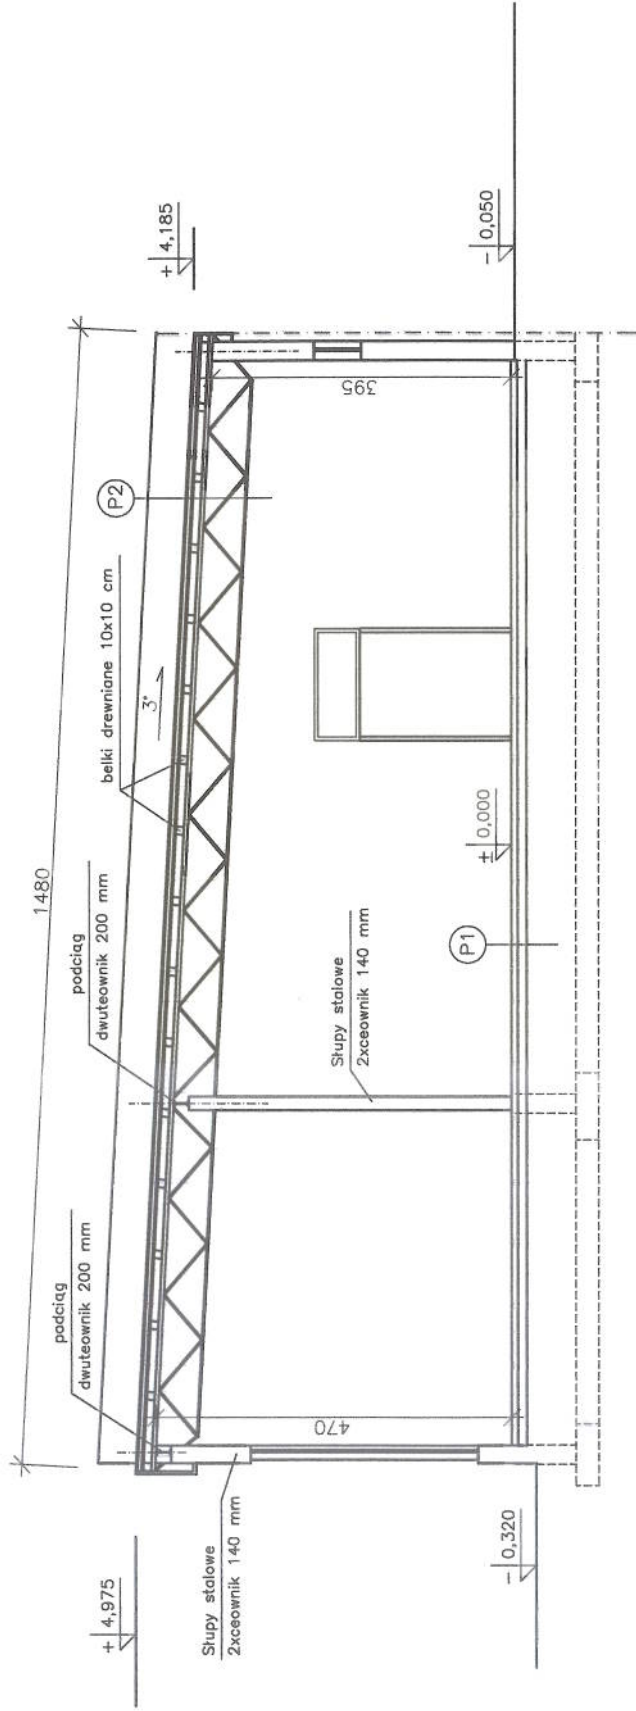 1480
podciąg
dwuteownik 200 mm
podciąg
dwuteownik 200 mm
belki drewniane 10x10 cm
3°
P2
+ 4,975
+ 4,185
Słupy stalowe
2xceownik 140 mm
470
Słupy stalowe
2xceownik 140 mm
395
P1
± 0,000
- 0,320
- 0,050